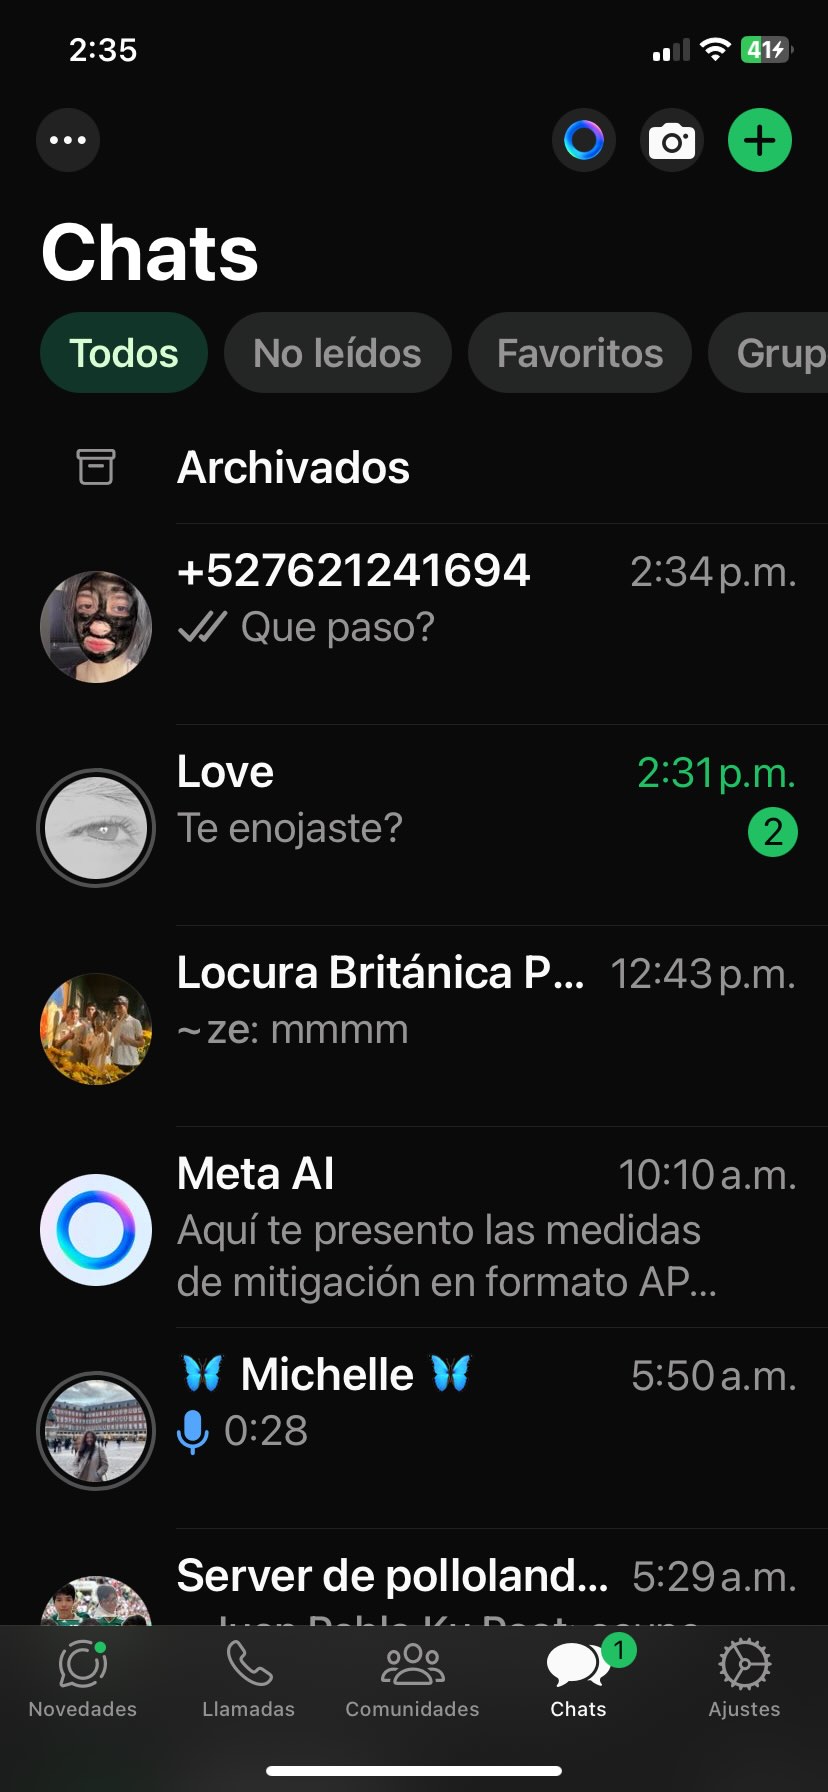 2:35
41
Chats
Todos
No leídos
Favoritos
Grup
Archivados
+527621241694
2:34 p.m.
Que paso?
Love
2:31 p.m.
Te enojaste?
2
Locura Británica P...
12:43 p.m.
~ ze: mmmm
Meta AI
10:10 a.m.
Aquí te presento las medidas
de mitigación en formato AP...
🦋 Michelle 🦋
5:50 a.m.
0:28
Server de polloland...
5:29 a.m.
1
Novedades
Llamadas
Comunidades
Chats
Ajustes